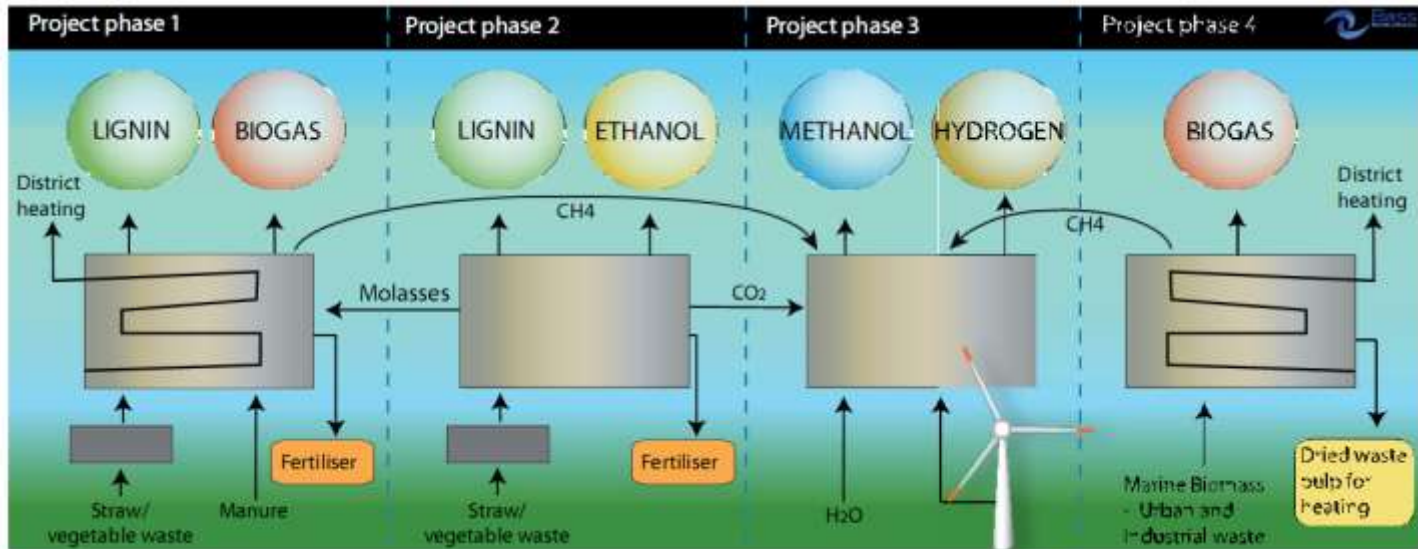 Project phase 1
Project phase 2
Project phase 3
Project phase 4
LIGNIN
BIOGAS
LIGNIN
ETHANOL
METHANOL
HYDROGEN
BIOGAS
District
heating
CH4
CH4
District
heating
Molasses
CO2
Fertiliser
Fertiliser
Straw/
vegetable waste
Manure
Straw/
vegetable waste
H2O
Marine Biomass
- Urban and
Industrial waste
Dried waste
pulp for
heating